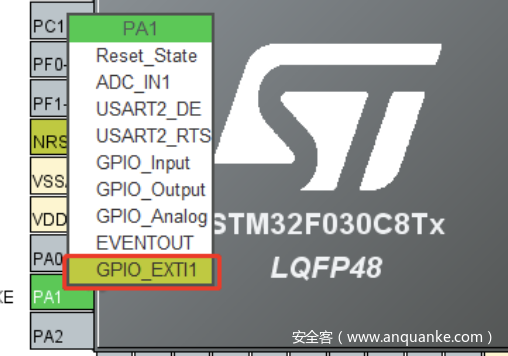 PC1
PA1
Reset_State
PF0-
ADC_IN1
PF1-
USART2_DE
USART2_RTS
NRS
GPIO_Input
VSSA
GPIO_Output
VDD
GPIO_Analog
STM32F030C8Tx
EVENTOUT
PA0
GPIO_EXTI1
LQFP48
KE
PA1
PA2
安全客（www.anquanke.com）